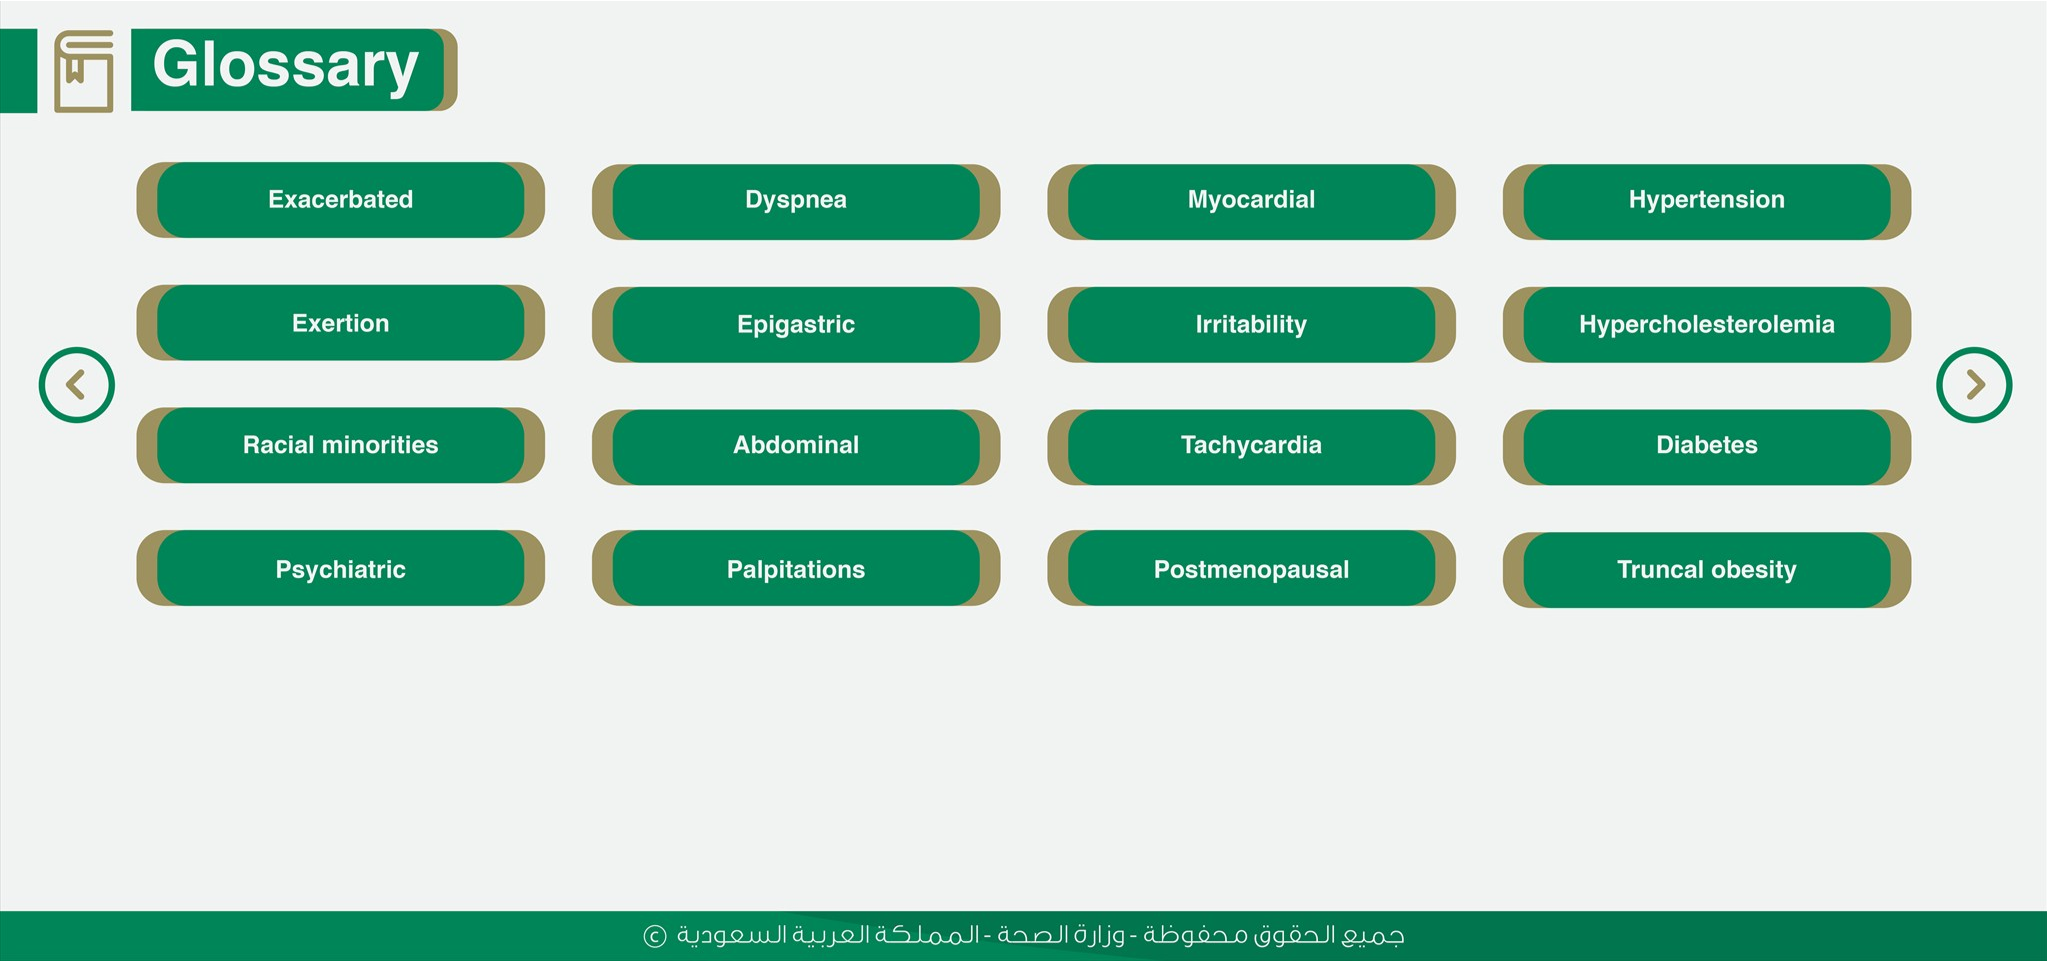 Glossary
Exacerbated
Dyspnea
Myocardial
Hypertension
Exertion
Epigastric
Irritability
Hypercholesterolemia
Racial minorities
Abdominal
Tachycardia
Diabetes
Psychiatric
Palpitations
Postmenopausal
Truncal obesity
جميع الحقوق محفوظة - وزارة الصحة - المملكة العربية السعودية ©